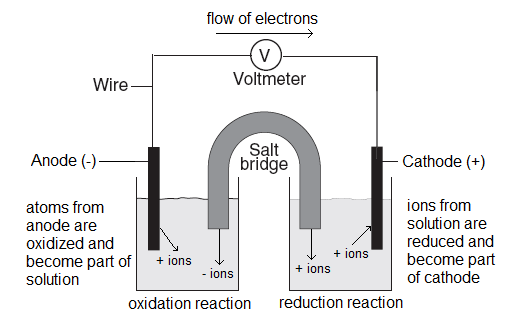 flow of electrons
V
Wire
Voltmeter
Salt
bridge
Anode (-)
Cathode (+)
atoms from
anode are
oxidized and
become part of
solution
+ ions
- ions
+ ions
+ ions
ions from
solution are
reduced and
become part
of cathode
oxidation reaction
reduction reaction